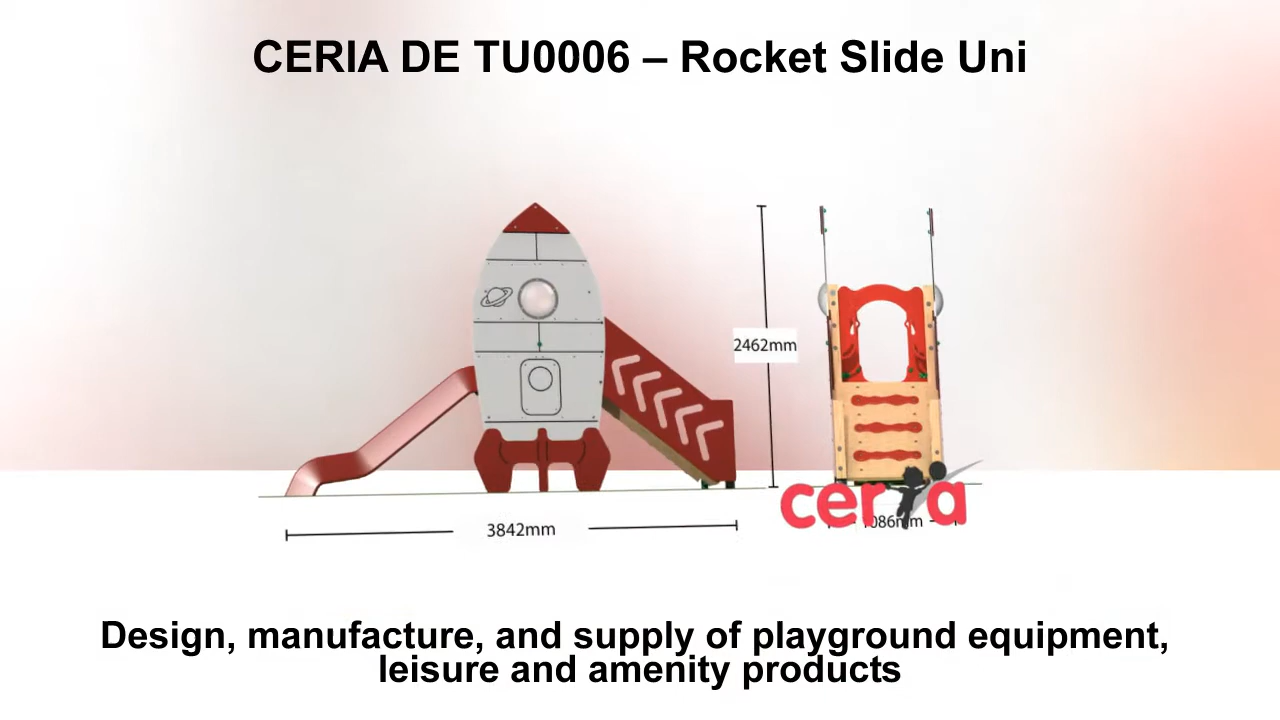 CERIA DE TU0006 – Rocket Slide Uni
2462mm
3842mm
ceria
Design, manufacture, and supply of playground equipment,
leisure and amenity products